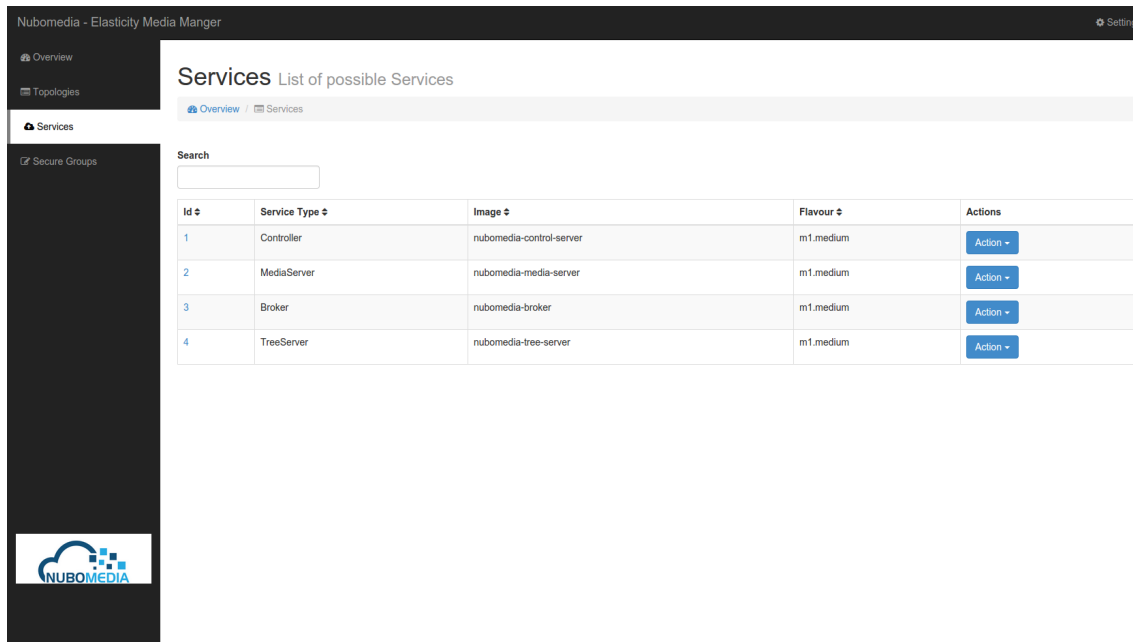 Nubomedia - Elasticity Media Manger
Settin
Overview
Topologies
Services
Secure Groups
Services List of possible Services
Overview / Services
Search
Id Service Type Image Flavour Actions
1 Controller nubomedia-control-server m1.medium Action
2 MediaServer nubomedia-media-server m1.medium Action
3 Broker nubomedia-broker m1.medium Action
4 TreeServer nubomedia-tree-server m1.medium Action
NUBOMEDIA